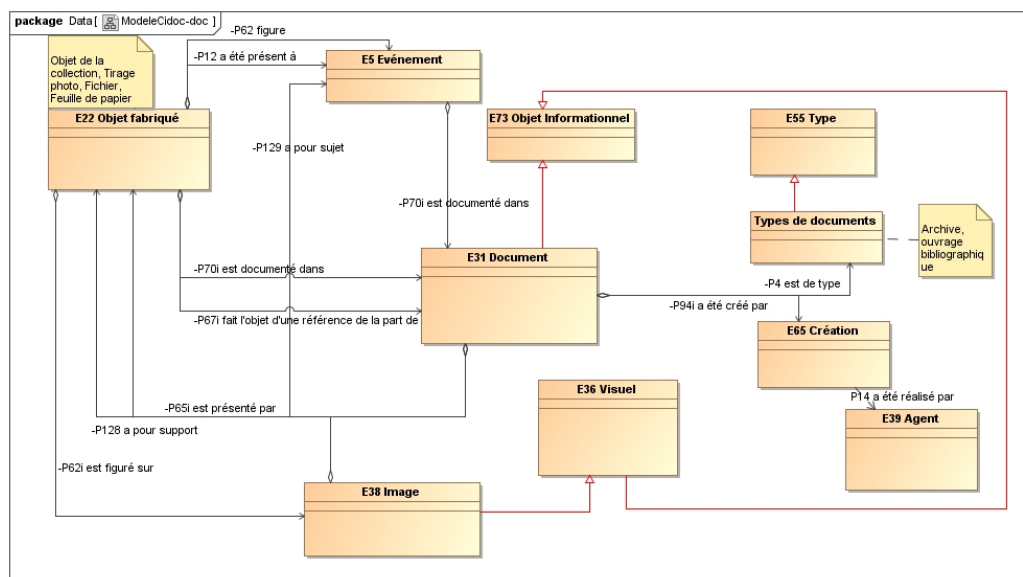 package Data [ ModeleCidoc-doc ]
-P62 figure
Objet de la
collection, Tirage
photo, Fichier,
Feuille de papier
-P12 a été présent à
E5 Evénement
E22 Objet fabriqué
E73 Objet Informationnel
E55 Type
-P129 a pour sujet
-P70i est documenté dans
Types de documents
Archive,
ouvrage
bibliographiq
ue
E31 Document
-P70i est documenté dans
-P4 est de type
-P94i a été créé par
-P67i fait l'objet d'une référence de la part de
E65 Création
E36 Visuel
P14 a été réalisé par
-P65i est présenté par
E39 Agent
-P128 a pour support
-P62i est figuré sur
E38 Image